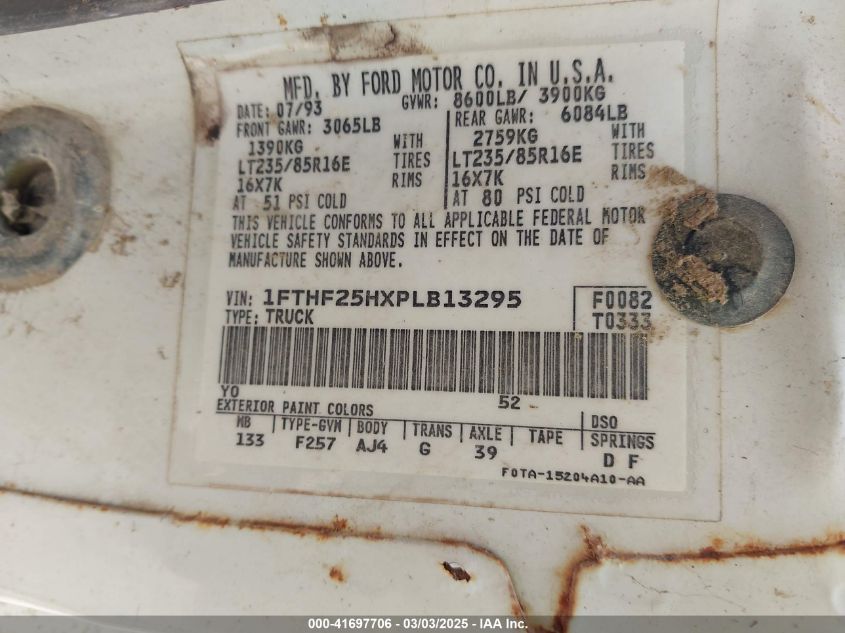 MFD. BY FORD MOTOR CO. IN U.S.A.
DATE: 07/93 GVWR: 8600LB/ 3900KG
FRONT GAWR: 3065LB REAR GAWR: 6084LB
1390KG WITH 2759KG WITH
LT235/85R16E TIRES LT235/85R16E TIRES
16X7K RIMS 16X7K RIMS
AT 51 PSI COLD AT 80 PSI COLD
THIS VEHICLE CONFORMS TO ALL APPLICABLE FEDERAL MOTOR
VEHICLE SAFETY STANDARDS IN EFFECT ON THE DATE OF
MANUFACTURE SHOWN ABOVE.
VIN: 1FTHF25HXPLB13295 F0082
TYPE: TRUCK T0333
YO 52
EXTERIOR PAINT COLORS DSO
WB TYPE-GVM BODY TRANS AXLE TAPE SPRINGS
133 F257 AJ4 G 39 D F
F0TA-15204A10-AA
000-41697706 - 03/03/2025 - IAA Inc.